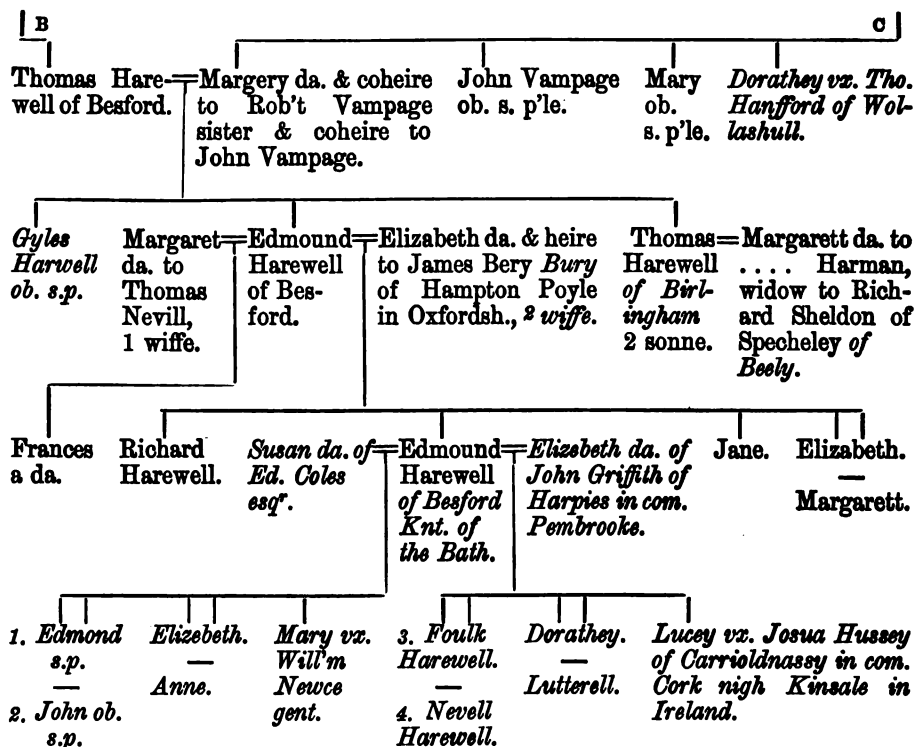 B
C
Thomas Hare-
well of Besford.
Margery da. & coheire
to Rob't Vampage
sister & coheire to
John Vampage.
John Vampage
ob. s. p'le.
Mary
ob.
s. p'le.
Dorathey vx. Tho.
Hanfford of Wol-
lashull.
Gyles
Harwell
ob. s.p.
Margaret
da. to
Thomas
Nevill,
1 wiffe.
Edmound
Harewell
of Bes-
ford.
Elizabeth da. & heire
to James Bery Bury
of Hampton Poyle
in Oxfordsh., 2 wiffe.
Thomas
Harewell
of Birl-
ingham
2 sonne.
Margarett da. to
.... Harman,
widow to Rich-
ard Sheldon of
Specheley of
Beely.
Frances
a da.
Richard
Harewell.
Susan da. of
Ed. Coles
esqr.
Edmound
Harewell
of Besford
Knt. of
the Bath.
Elizebeth da. of
John Griffith of
Harpies in com.
Pembrooke.
Jane.
Elizabeth.
—
Margarett.
1. Edmond
s.p.
—
2. John ob.
s.p.
Elizebeth.
—
Anne.
Mary vx.
Will'm
Newce
gent.
3. Foulk
Harewell.
—
4. Nevell
Harewell.
Dorathey.
—
Lutterell.
Lucey vx. Josua Hussey
of Carrioldnassy in com.
Cork nigh Kinsale in
Ireland.